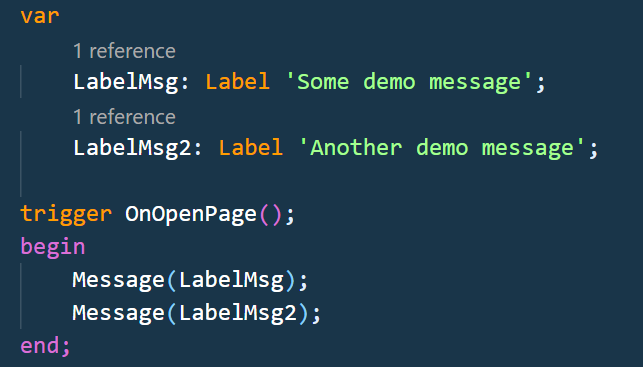 var
1 reference
LabelMsg: Label 'Some demo message';
1 reference
LabelMsg2: Label 'Another demo message';
trigger OnOpenPage();
begin
Message(LabelMsg);
Message(LabelMsg2);
end;